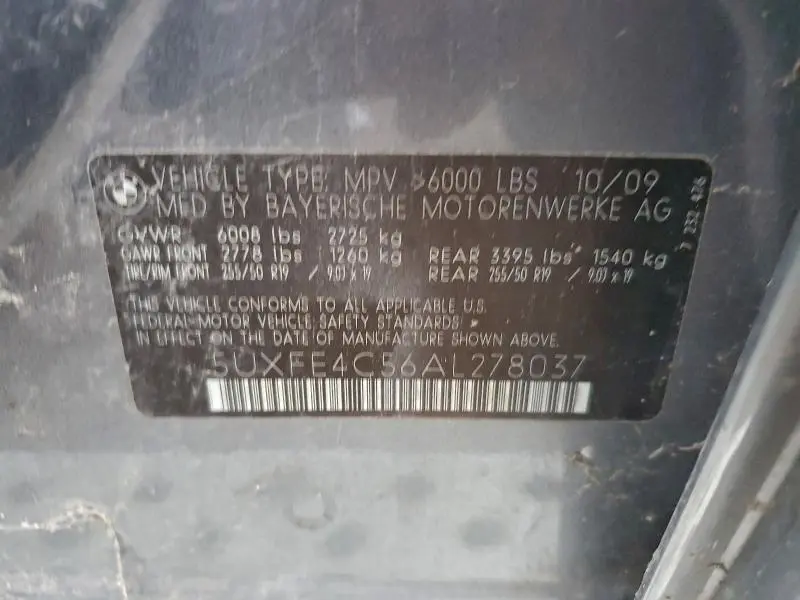 VEHICLE TYPE: MPV >6000 LBS 10/09
MFD BY BAYERISCHE MOTORENWERKE AG
GVWR 6008 lbs 2725 kg
GAWR FRONT 2778 lbs 1260 kg REAR 3395 lbs 1540 kg
TIRE/RIM FRONT 255/50 R19 / 9.0J x 19 REAR 255/50 R19 / 9.0J x 19
THIS VEHICLE CONFORMS TO ALL APPLICABLE U.S.
FEDERAL MOTOR VEHICLE SAFETY STANDARDS
IN EFFECT ON THE DATE OF MANUFACTURE SHOWN ABOVE.
5UXFE4C56AL278037
7 232 476